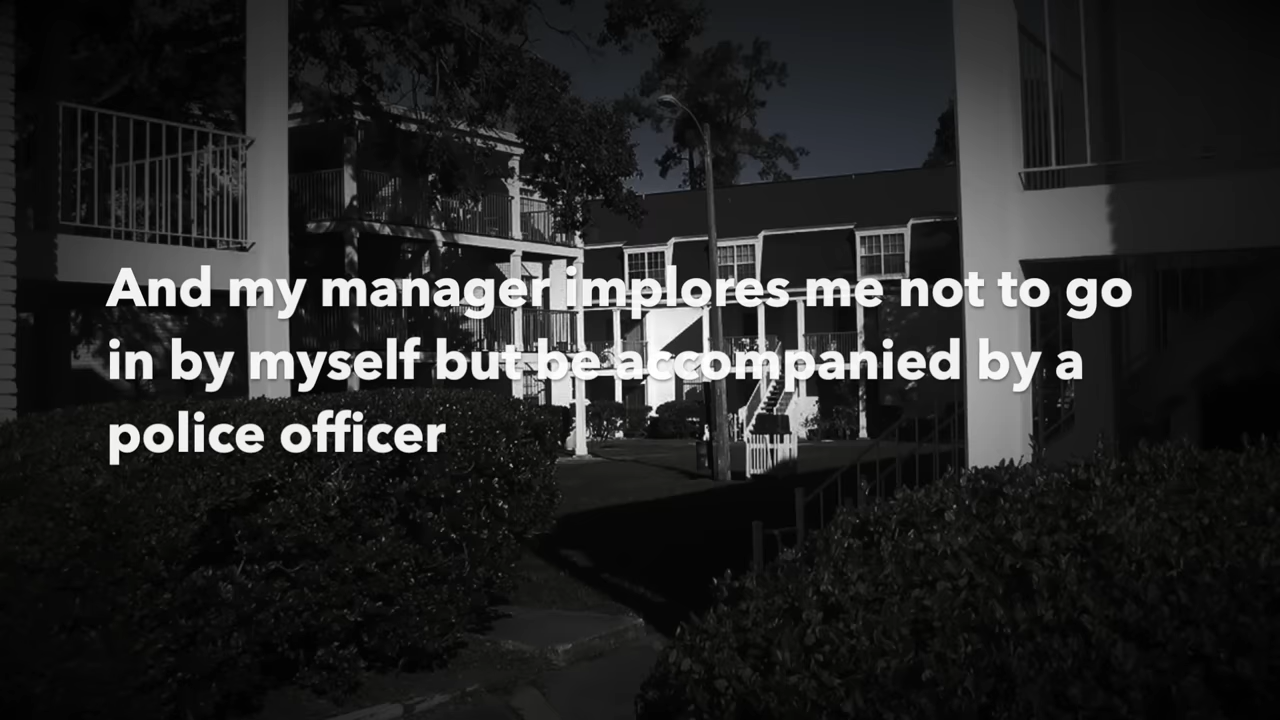 And my manager implores me not to go
in by myself but be accompanied by a
police officer